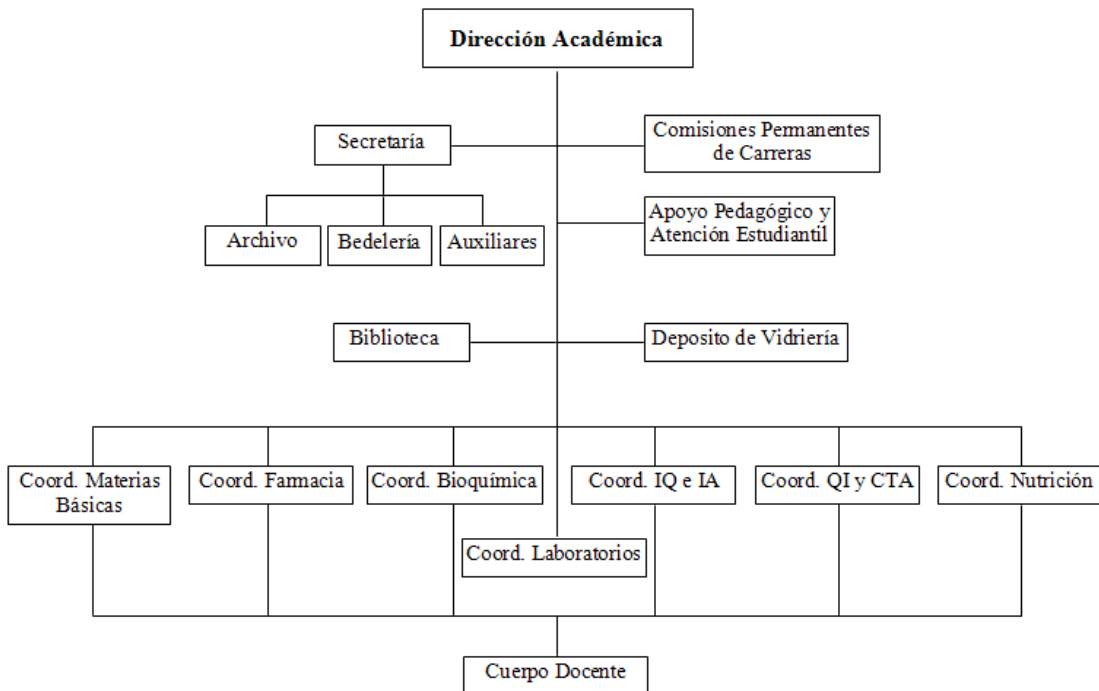 Dirección Académica
Secretaría
Comisiones Permanentes
de Carreras
Archivo
Bedelería
Auxiliares
Apoyo Pedagógico y
Atención Estudiantil
Biblioteca
Deposito de Vidriería
Coord. Materias
Básicas
Coord. Farmacia
Coord. Bioquímica
Coord. IQ e IA
Coord. QI y CTA
Coord. Nutrición
Coord. Laboratorios
Cuerpo Docente